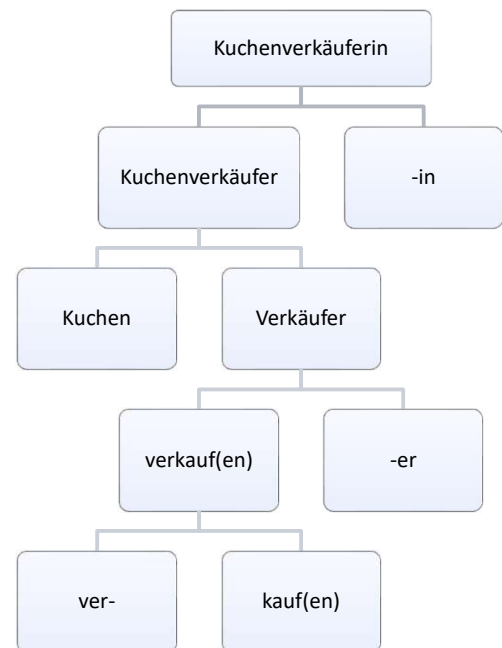 Kuchenverkäuferin
Kuchenverkäufer
-in
Kuchen
Verkäufer
verkauf(en)
-er
ver-
kauf(en)